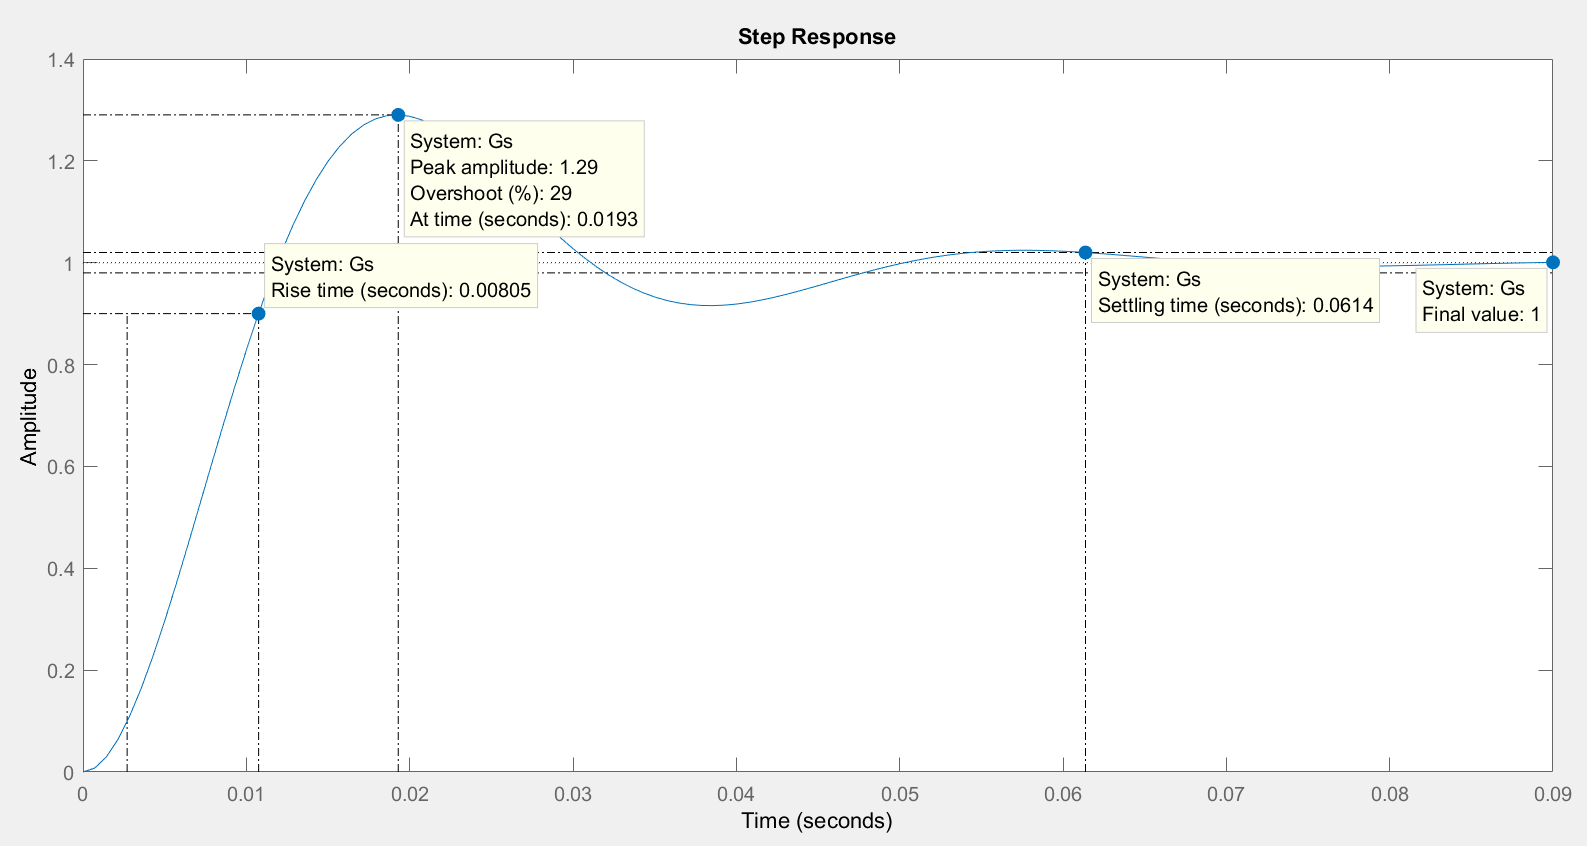 Step Response
1.4
1.2
1
0.8
0.6
0.4
0.2
0
Amplitude
System: Gs
Peak amplitude: 1.29
Overshoot (%): 29
At time (seconds): 0.0193
System: Gs
Rise time (seconds): 0.00805
System: Gs
Settling time (seconds): 0.0614
System: Gs
Final value: 1
0 0.01 0.02 0.03 0.04 0.05 0.06 0.07 0.08 0.09
Time (seconds)